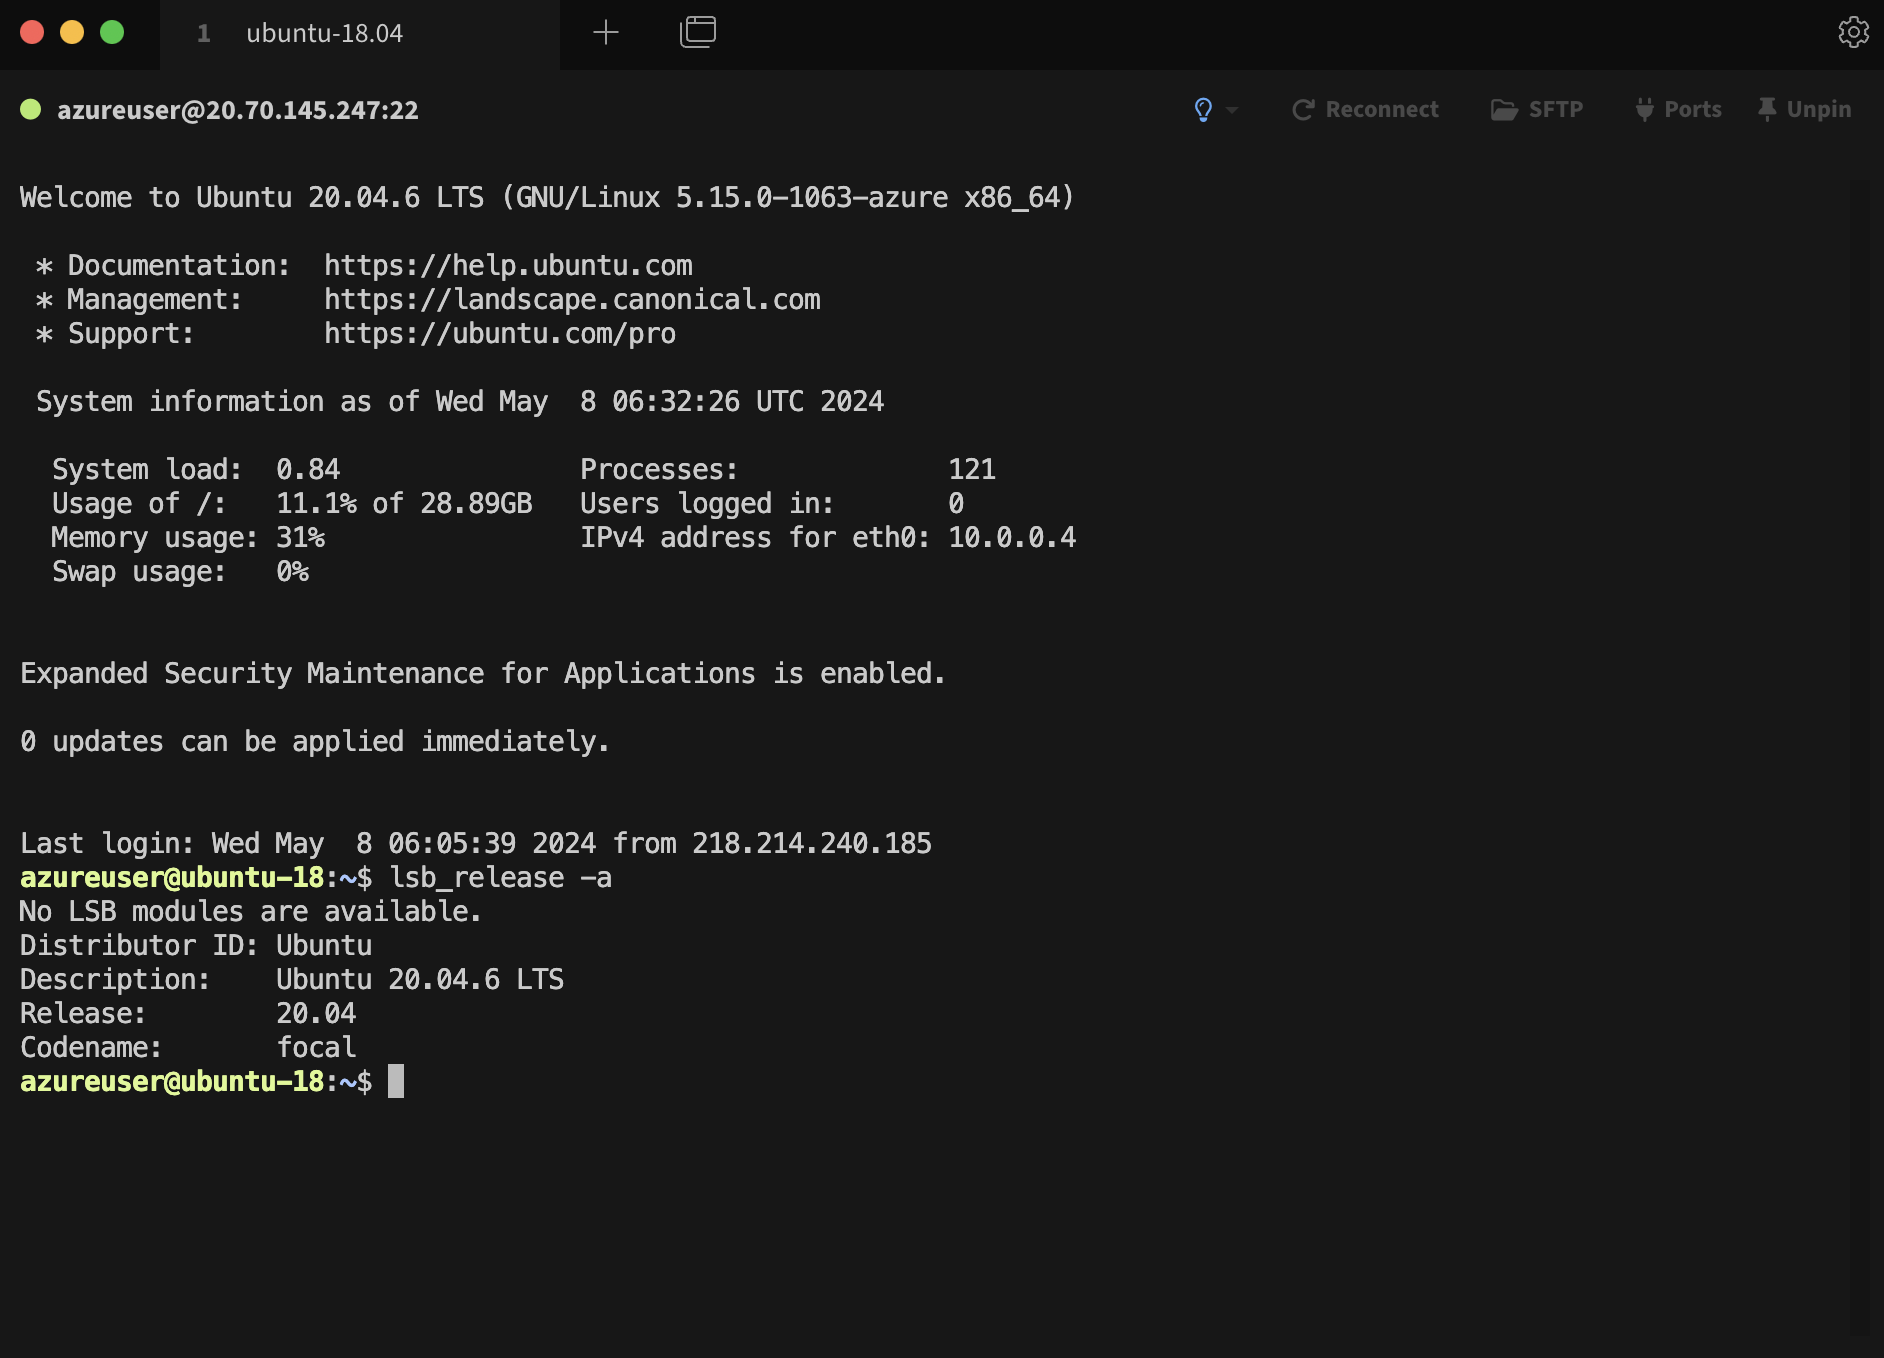 1 ubuntu-18.04
azureuser@20.70.145.247:22 Reconnect SFTP Ports Unpin
Welcome to Ubuntu 20.04.6 LTS (GNU/Linux 5.15.0-1063-azure x86_64)
* Documentation: https://help.ubuntu.com
* Management: https://landscape.canonical.com
* Support: https://ubuntu.com/pro
System information as of Wed May 8 06:32:26 UTC 2024
System load: 0.84 Processes: 121
Usage of /: 11.1% of 28.89GB Users logged in: 0
Memory usage: 31% IPv4 address for eth0: 10.0.0.4
Swap usage: 0%
Expanded Security Maintenance for Applications is enabled.
0 updates can be applied immediately.
Last login: Wed May 8 06:05:39 2024 from 218.214.240.185
azureuser@ubuntu-18:~$ lsb_release -a
No LSB modules are available.
Distributor ID: Ubuntu
Description: Ubuntu 20.04.6 LTS
Release: 20.04
Codename: focal
azureuser@ubuntu-18:~$